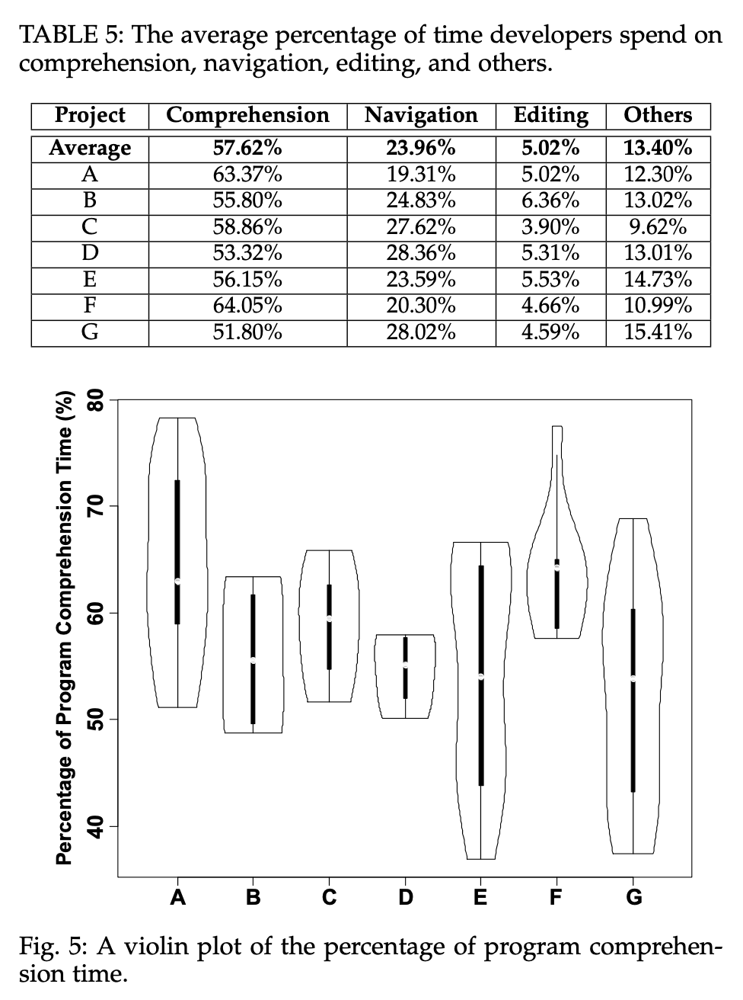 TABLE 5: The average percentage of time developers spend on
comprehension, navigation, editing, and others.
Project Comprehension Navigation Editing Others
Average 57.62% 23.96% 5.02% 13.40%
A 63.37% 19.31% 5.02% 12.30%
B 55.80% 24.83% 6.36% 13.02%
C 58.86% 27.62% 3.90% 9.62%
D 53.32% 28.36% 5.31% 13.01%
E 56.15% 23.59% 5.53% 14.73%
F 64.05% 20.30% 4.66% 10.99%
G 51.80% 28.02% 4.59% 15.41%
Percentage of Program Comprehension Time (%)
80
70
60
50
40
A B C D E F G
Fig. 5: A violin plot of the percentage of program comprehen-
sion time.